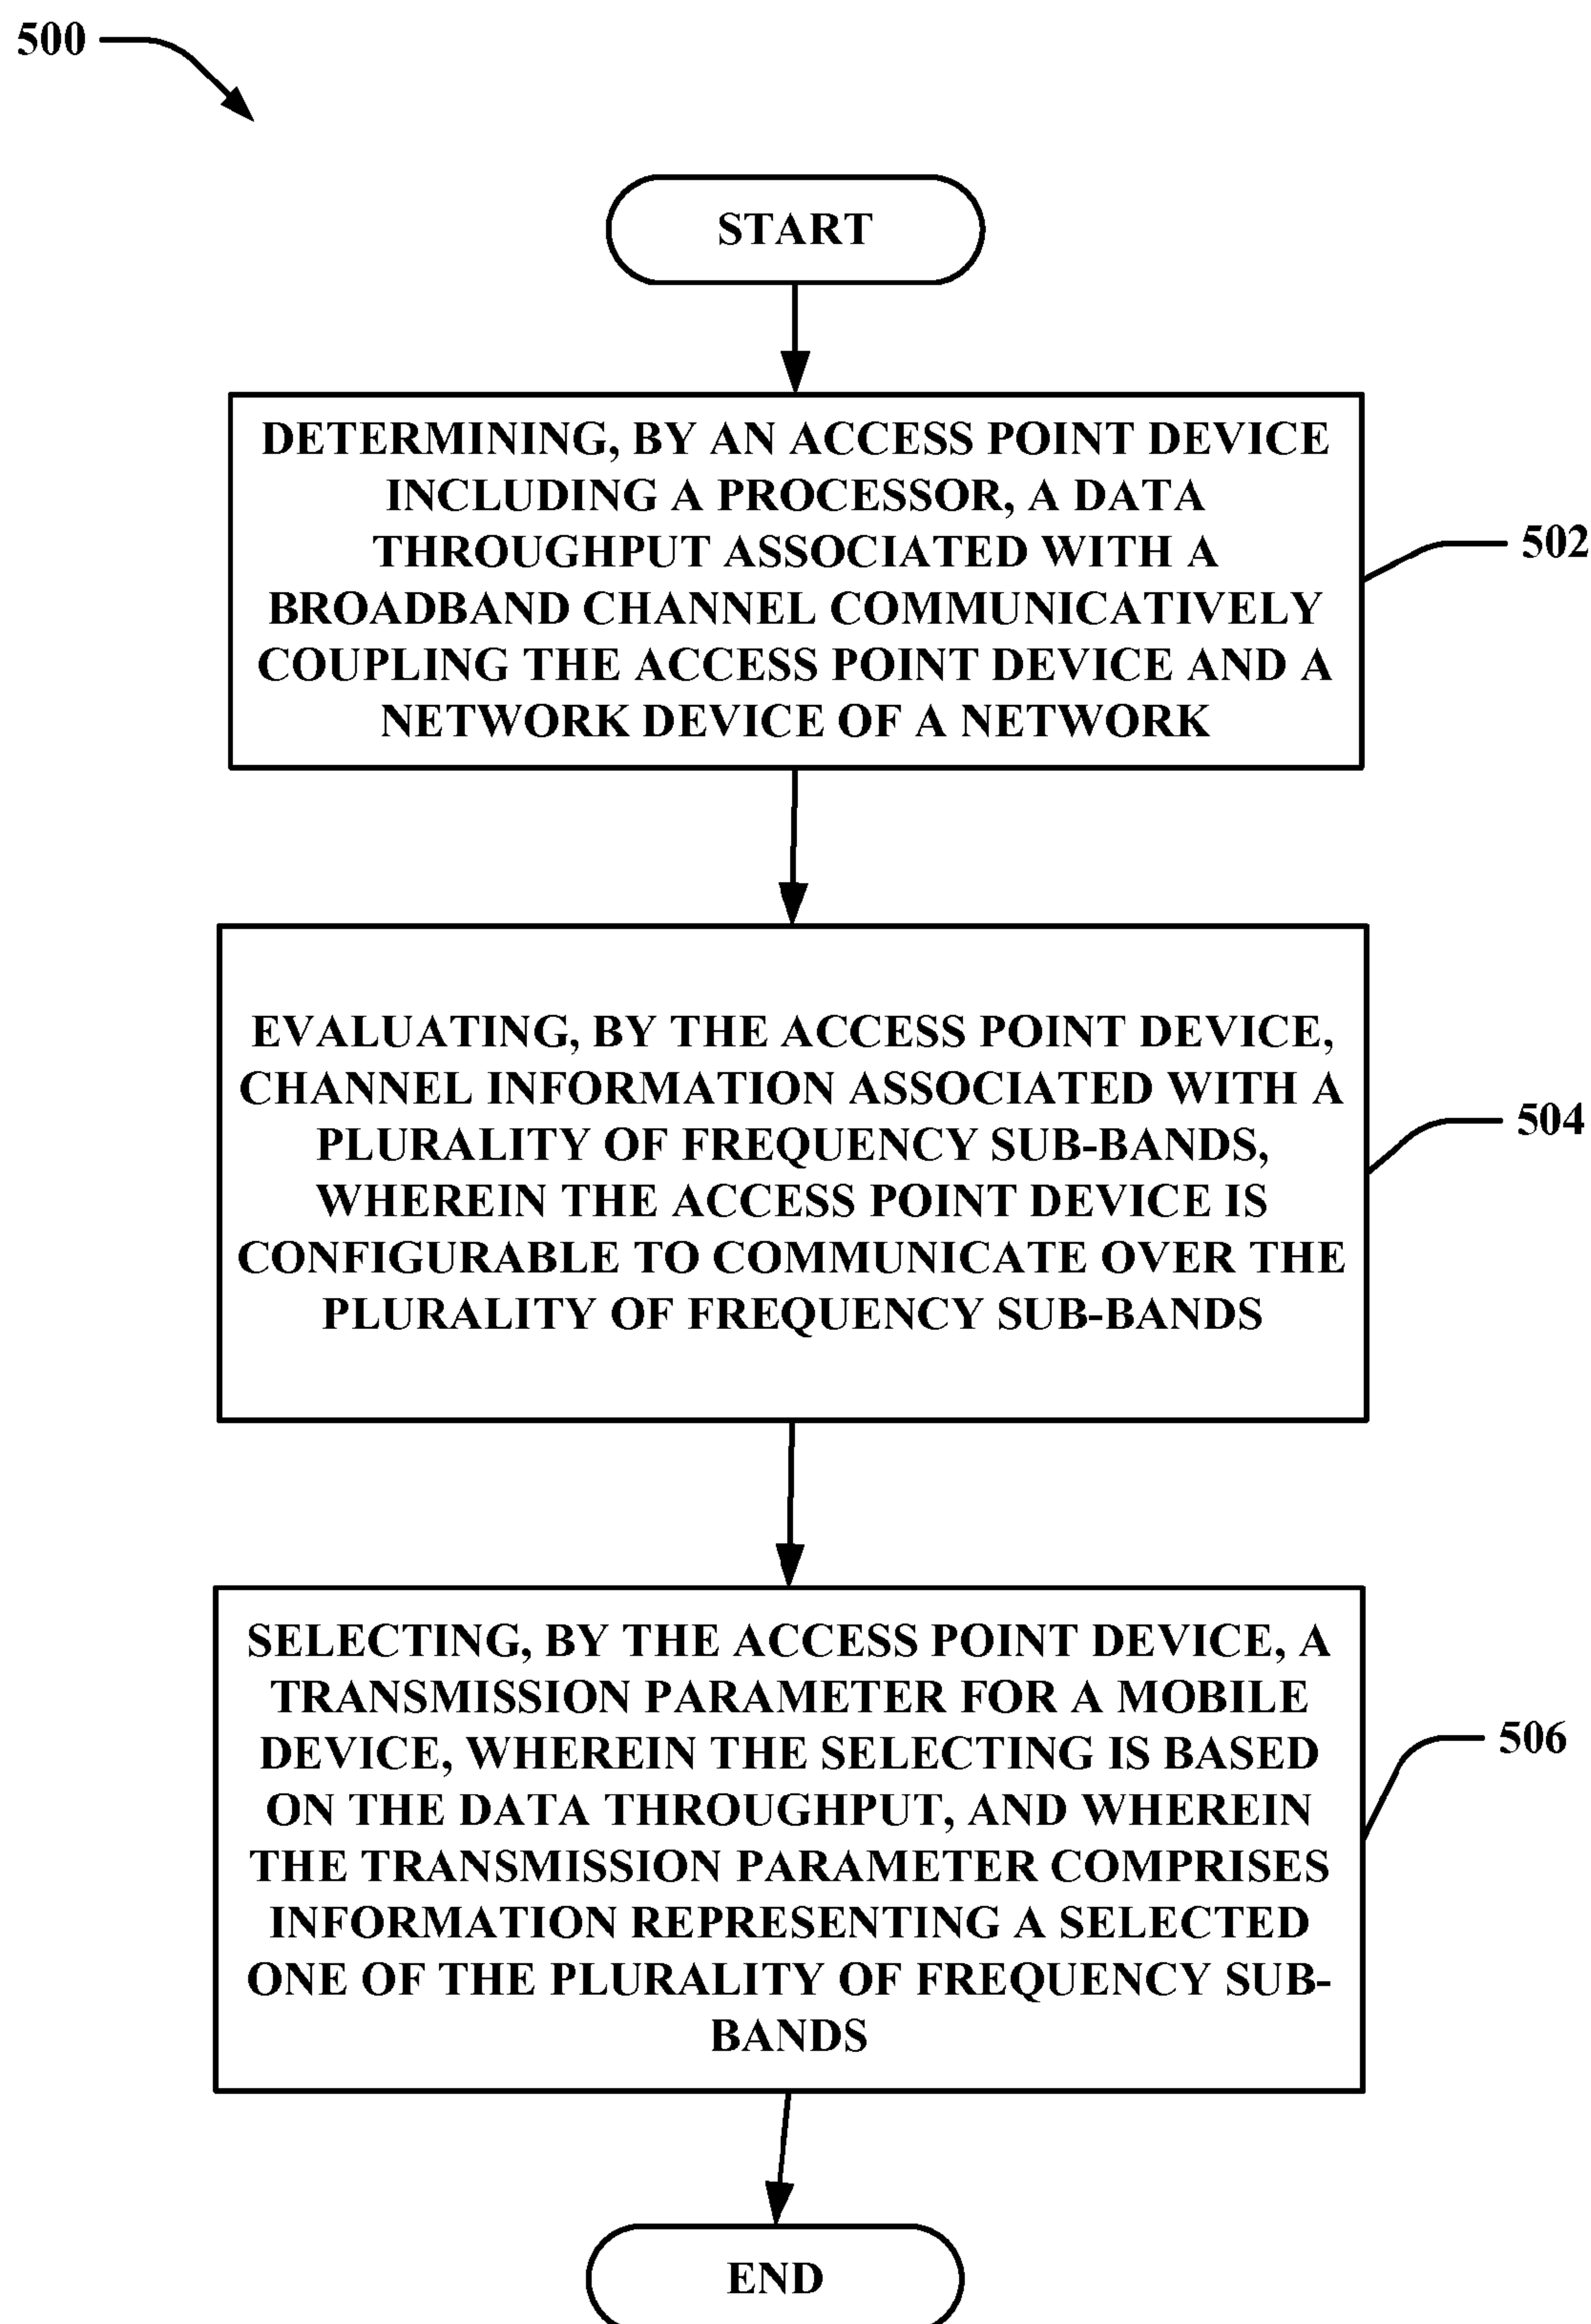 500
START
DETERMINING, BY AN ACCESS POINT DEVICE
INCLUDING A PROCESSOR, A DATA
THROUGHPUT ASSOCIATED WITH A
BROADBAND CHANNEL COMMUNICATIVELY
COUPLING THE ACCESS POINT DEVICE AND A
NETWORK DEVICE OF A NETWORK
502
EVALUATING, BY THE ACCESS POINT DEVICE,
CHANNEL INFORMATION ASSOCIATED WITH A
PLURALITY OF FREQUENCY SUB-BANDS,
WHEREIN THE ACCESS POINT DEVICE IS
CONFIGURABLE TO COMMUNICATE OVER THE
PLURALITY OF FREQUENCY SUB-BANDS
504
SELECTING, BY THE ACCESS POINT DEVICE, A
TRANSMISSION PARAMETER FOR A MOBILE
DEVICE, WHEREIN THE SELECTING IS BASED
ON THE DATA THROUGHPUT, AND WHEREIN
THE TRANSMISSION PARAMETER COMPRISES
INFORMATION REPRESENTING A SELECTED
ONE OF THE PLURALITY OF FREQUENCY SUB-
BANDS
506
END